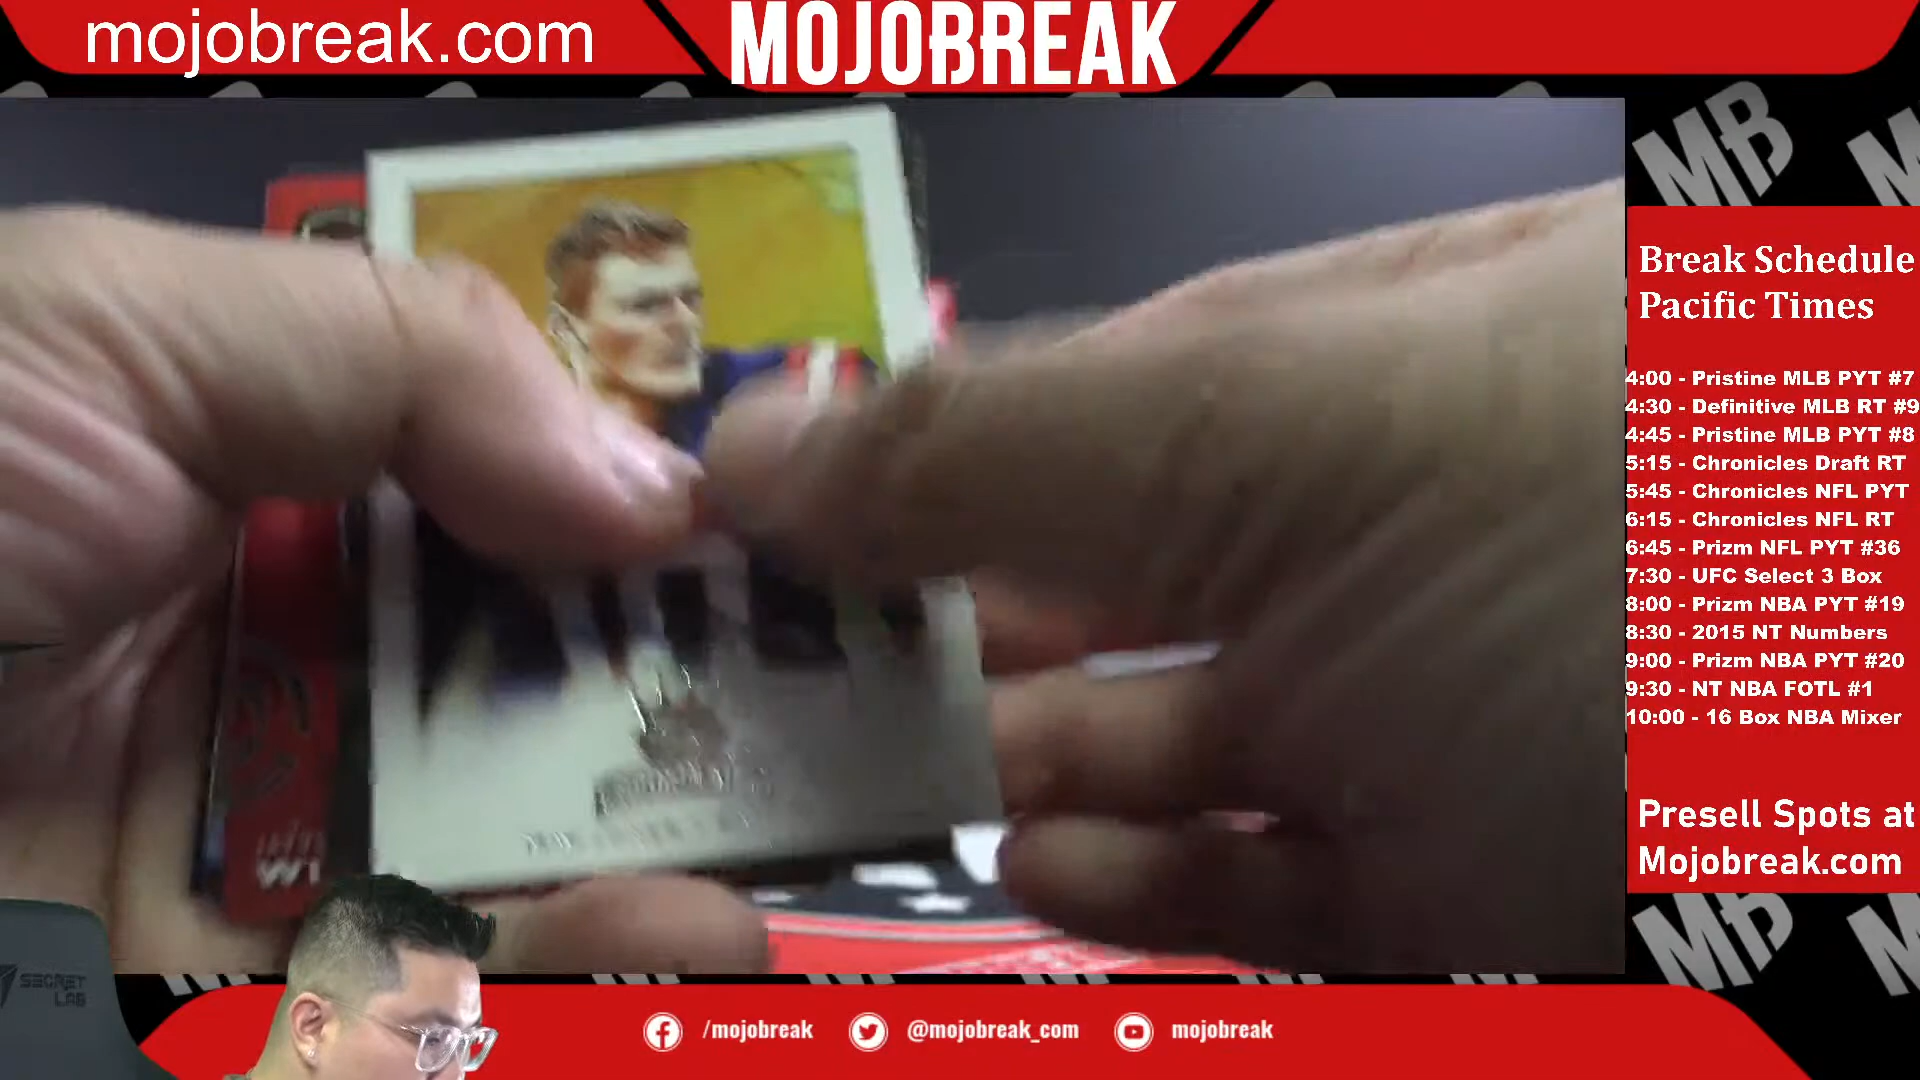 mojobreak.com
MOJOBREAK
MB
Break Schedule
Pacific Times
4:00 - Pristine MLB PYT #7
4:30 - Definitive MLB RT #9
4:45 - Pristine MLB PYT #8
5:15 - Chronicles Draft RT
5:45 - Chronicles NFL PYT
6:15 - Chronicles NFL RT
6:45 - Prizm NFL PYT #36
7:30 - UFC Select 3 Box
8:00 - Prizm NBA PYT #19
8:30 - 2015 NT Numbers
9:00 - Prizm NBA PYT #20
9:30 - NT NBA FOTL #1
10:00 - 16 Box NBA Mixer
Presell Spots at
Mojobreak.com
MB
SECRET
LAB
/mojobreak
@mojobreak_com
mojobreak